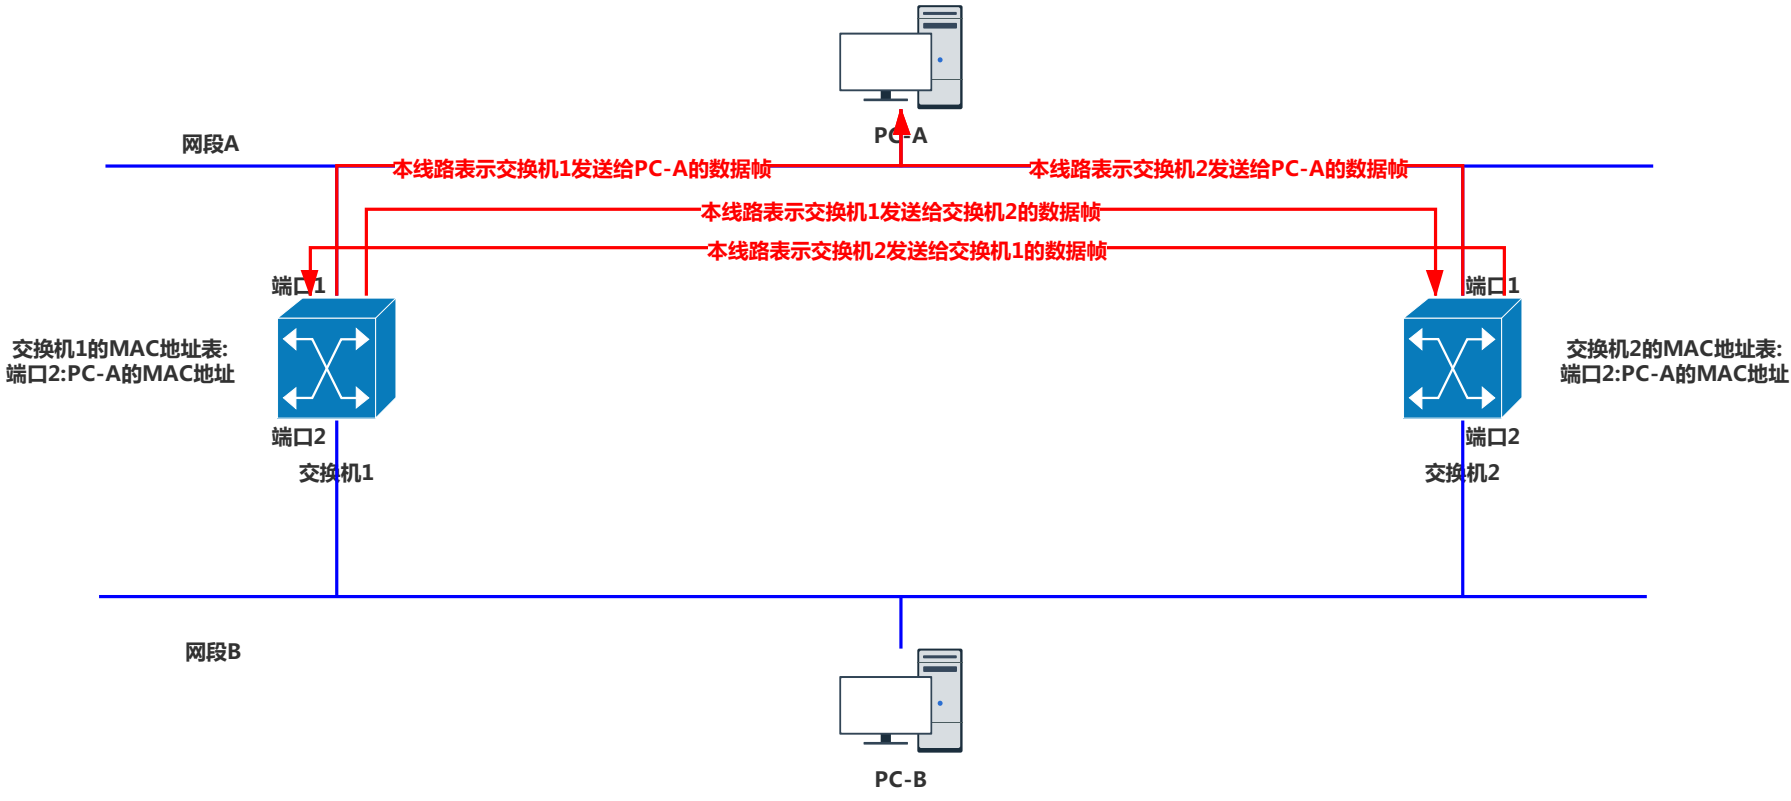 PC-A
网段A
本线路表示交换机1发送给PC-A的数据帧
本线路表示交换机2发送给PC-A的数据帧
本线路表示交换机1发送给交换机2的数据帧
本线路表示交换机2发送给交换机1的数据帧
端口1
端口1
交换机1的MAC地址表:
端口2:PC-A的MAC地址
交换机2的MAC地址表:
端口2:PC-A的MAC地址
端口2
端口2
交换机1
交换机2
网段B
PC-B